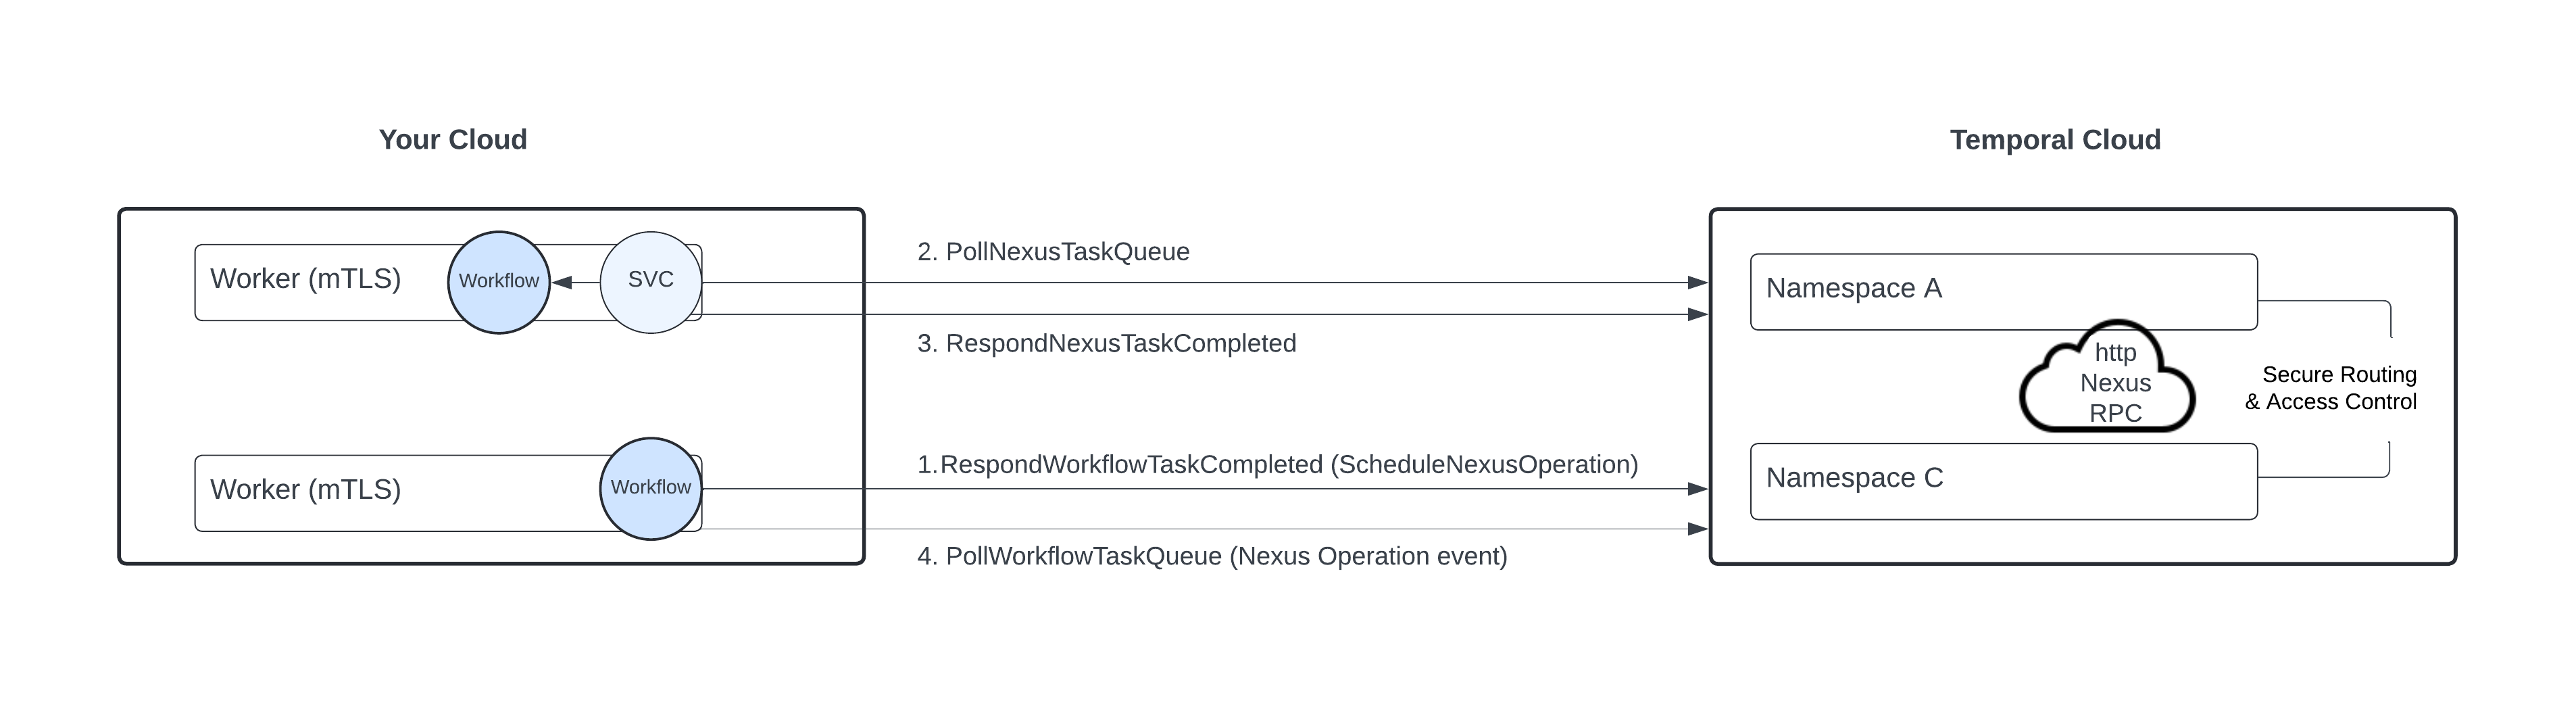 Your Cloud
Temporal Cloud
Worker (mTLS)
Workflow
SVC
2. PollNexusTaskQueue
3. RespondNexusTaskCompleted
Namespace A
http
Nexus
RPC
Secure Routing
& Access Control
Worker (mTLS)
Workflow
1.RespondWorkflowTaskCompleted (ScheduleNexusOperation)
4. PollWorkflowTaskQueue (Nexus Operation event)
Namespace C